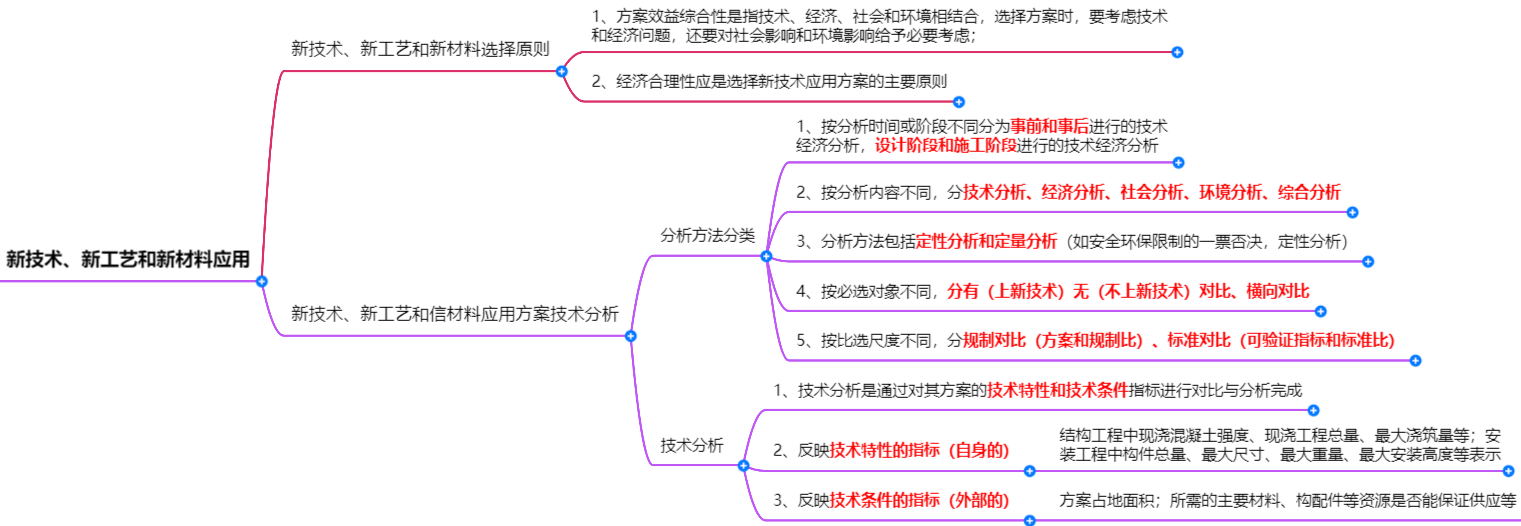 新技术、新工艺和新材料应用
新技术、新工艺和新材料选择原则
1、方案效益综合性是指技术、经济、社会和环境相结合，选择方案时，要考虑技术
和经济问题，还要对社会影响和环境影响给予必要考虑；
2、经济合理性应是选择新技术应用方案的主要原则
新技术、新工艺和信材料应用方案技术分析
分析方法分类
1、按分析时间或阶段不同分为事前和事后进行的技术
经济分析，设计阶段和施工阶段进行的技术经济分析
2、按分析内容不同，分技术分析、经济分析、社会分析、环境分析、综合分析
3、分析方法包括定性分析和定量分析（如安全环保限制的一票否决，定性分析）
4、按必选对象不同，分有（上新技术）无（不上新技术）对比、横向对比
5、按比选尺度不同，分规制对比（方案和规制比）、标准对比（可验证指标和标准比）
技术分析
1、技术分析是通过对其方案的技术特性和技术条件指标进行对比与分析完成
2、反映技术特性的指标（自身的）
结构工程中现浇混凝土强度、现浇工程总量、最大浇筑量等；安
装工程中构件总量、最大尺寸、最大重量、最大安装高度等表示
3、反映技术条件的指标（外部的）
方案占地面积；所需的主要材料、构配件等资源是否能保证供应等